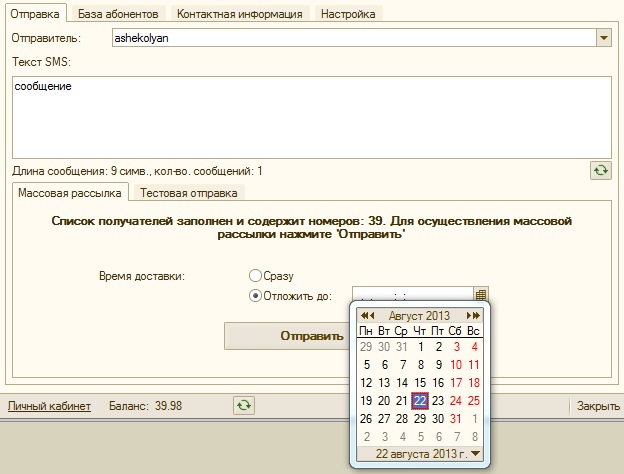 Отправка База абонентов Контактная информация Настройка
Отправитель: ashekolyan
Текст SMS:
сообщение
Длина сообщения: 9 симв., кол-во. сообщений: 1
Массовая рассылка Тестовая отправка
Список получателей заполнен и содержит номеров: 39. Для осуществления массовой
рассылки нажмите 'Отправить'
Время доставки: Сразу
Отложить до:
Отправить
Август 2013
Пн Вт Ср Чт Пт Сб Вс
29 30 31 1 2 3 4
5 6 7 8 9 10 11
12 13 14 15 16 17 18
19 20 21 22 23 24 25
26 27 28 29 30 31 1
2 3 4 5 6 7 8
22 августа 2013 г.
Личный кабинет Баланс: 39.98 Закрыть